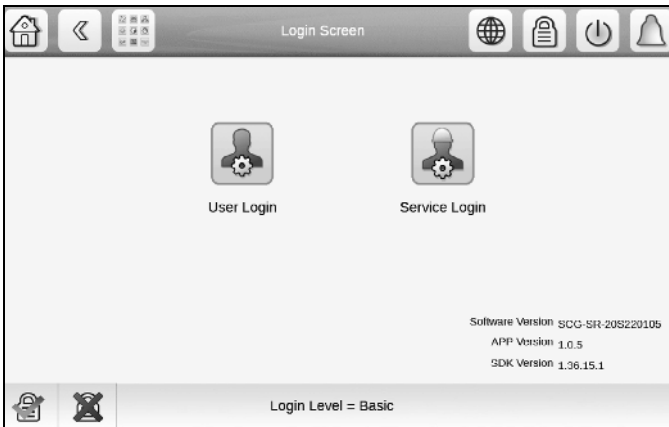 Login Screen
User Login
Service Login
Software Version SCG-SR-20S220105
APP Version 1.0.5
SDK Version 1.36.15.1
Login Level = Basic